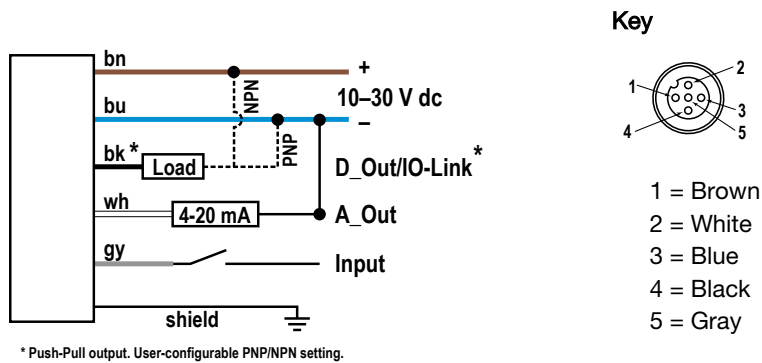 bn
+
NPN
10–30 V dc
bu
–
PNP
bk *
Load
D_Out/IO-Link*
wh
4-20 mA
A_Out
gy
Input
shield
* Push-Pull output. User-configurable PNP/NPN setting.
Key
1
2
3
4
5
1 = Brown
2 = White
3 = Blue
4 = Black
5 = Gray